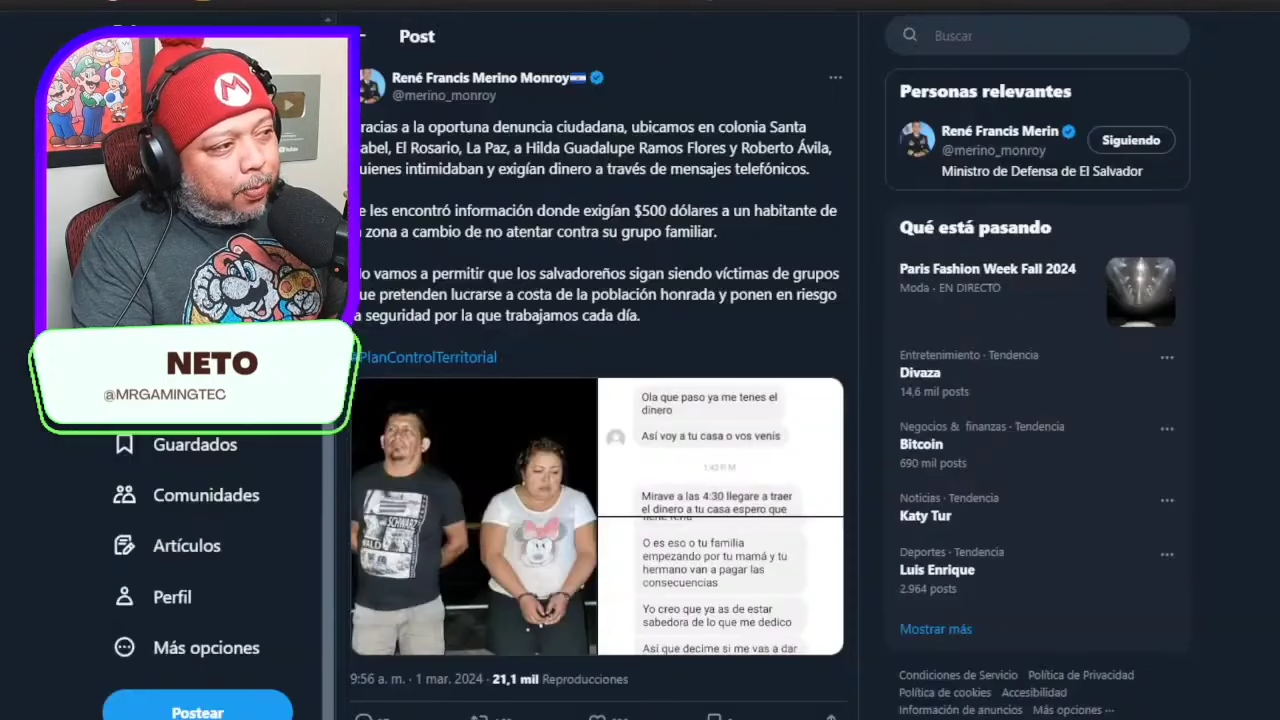 Post
Buscar
René Francis Merino Monroy
@merino_monroy
racias a la oportuna denuncia ciudadana, ubicamos en colonia Santa
abel, El Rosario, La Paz, a Hilda Guadalupe Ramos Flores y Roberto Ávila,
uienes intimidaban y exigían dinero a través de mensajes telefónicos.
e les encontró información donde exigían $500 dólares a un habitante de
zona a cambio de no atentar contra su grupo familiar.
o vamos a permitir que los salvadoreños sigan siendo víctimas de grupos
ue pretenden lucrarse a costa de la población honrada y ponen en riesgo
a seguridad por la que trabajamos cada día.
#PlanControlTerritorial
Ola que paso ya me tenes el
dinero
Así voy a tu casa o vos venis
1:42 P.M
Mirave a las 4:30 llegare a traer
el dinero a tu casa espero que
O es eso o tu familia
empezando por tu mamá y tu
hermano van a pagar las
consecuencias
Yo creo que ya as de estar
sabedora de lo que me dedico
Así que decime si me vas a dar
9:56 a. m. · 1 mar. 2024 · 21,1 mil Reproducciones
NETO
@MRGAMINGTEC
Guardados
Comunidades
Artículos
Perfil
Más opciones
Postear
Personas relevantes
René Francis Merin
@merino_monroy
Siguiendo
Ministro de Defensa de El Salvador
Qué está pasando
Paris Fashion Week Fall 2024
Moda · EN DIRECTO
Entretenimiento · Tendencia
Divaza
14,6 mil posts
Negocios & finanzas · Tendencia
Bitcoin
690 mil posts
Noticias · Tendencia
Katy Tur
Deportes · Tendencia
Luis Enrique
2.964 posts
Mostrar más
Condiciones de Servicio Política de Privacidad
Política de cookies Accesibilidad
Información de anuncios Más opciones ···